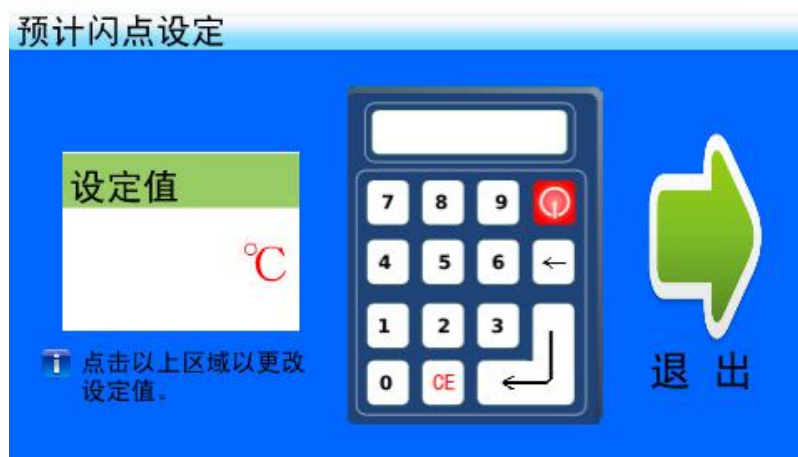 预计闪点设定
设定值
℃
点击以上区域以更改
设定值。
7 8 9
4 5 6 ←
1 2 3
0 CE
退 出